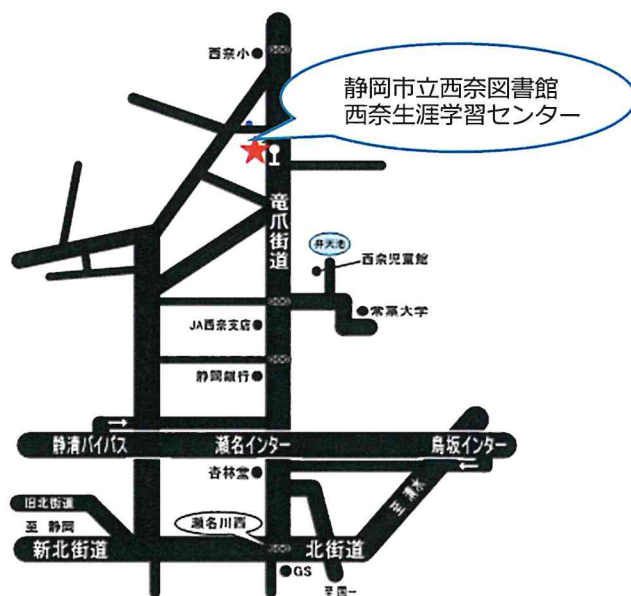 西奈小
静岡市立西奈図書館
西奈生涯学習センター
竜爪街道
弁天池
西奈児童館
常葉大学
JA西奈支店
静岡銀行
静清バイパス
瀬名インター
鳥坂インター
杏林堂
旧北街道
至 静岡
瀬名川西
至 清水
新北街道
北街道
GS
至国一